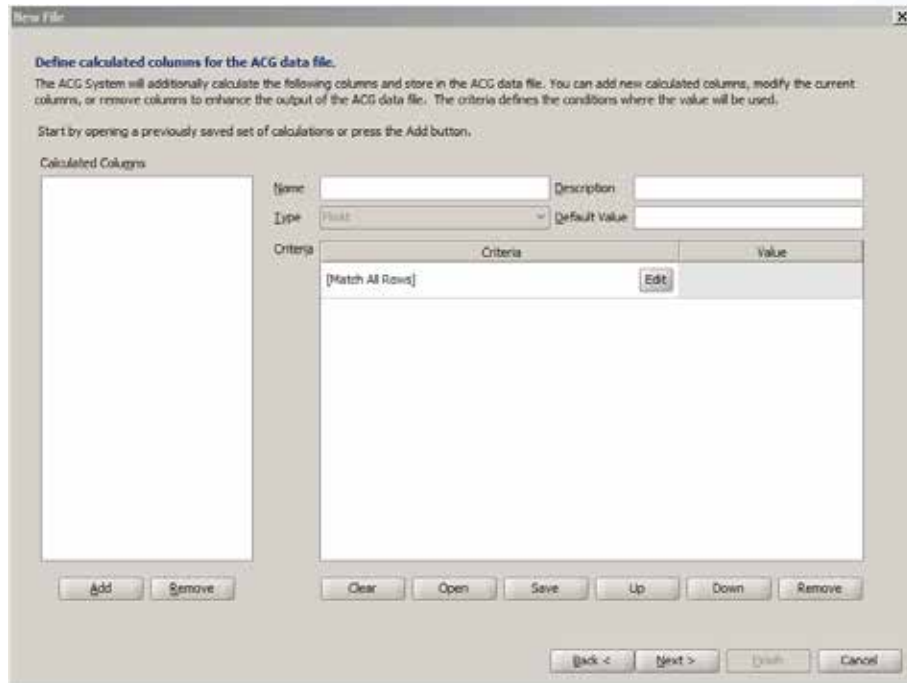 New File
Define calculated columns for the ACG data file.
The ACG System will additionally calculate the following columns and store in the ACG data file. You can add new calculated columns, modify the current
columns, or remove columns to enhance the output of the ACG data file. The criteria defines the conditions where the value will be used.
Start by opening a previously saved set of calculations or press the Add button.
Calculated Columns
Name
Description
Type
Default Value
Criteria
Criteria
Value
[Match All Rows]
Edit
Add
Remove
Clear
Open
Save
Up
Down
Remove
Back <
Next >
Finish
Cancel